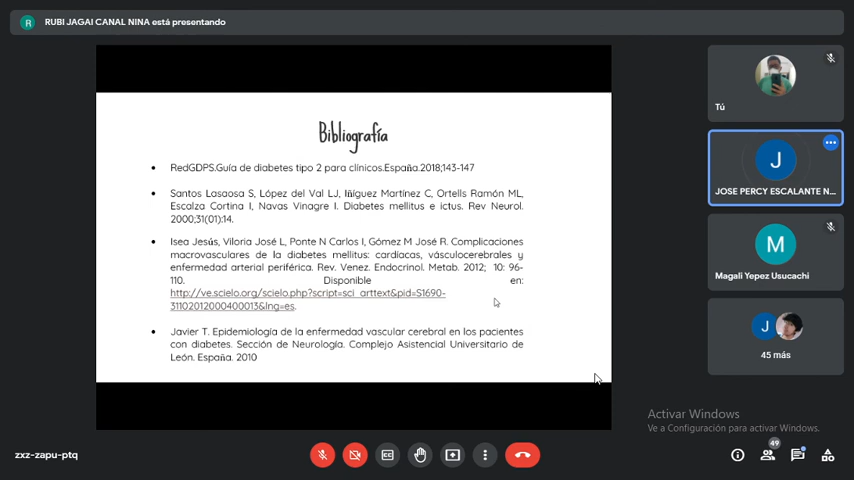 R RUBI JAGAI CANAL NINA está presentando
Bibliografía
• RedGDPS.Guía de diabetes tipo 2 para clínicos.España.2018;143-147
• Santos Lasaosa S, López del Val LJ, Iñiguez Martínez C, Ortells Ramón ML,
Escalza Cortina I, Navas Vinagre I. Diabetes mellitus e ictus. Rev Neurol.
2000;31(01):14.
• Isea Jesús, Viloria José L, Ponte N Carlos I, Gómez M José R. Complicaciones
macrovasculares de la diabetes mellitus: cardíacas, vásculocerebrales y
enfermedad arterial periférica. Rev. Venez. Endocrinol. Metab. 2012; 10: 96-
110. Disponible en:
http://ve.scielo.org/scielo.php?script=sci_arttext&pid=S1690-
31102012000400013&lng=es.
• Javier T. Epidemiología de la enfermedad vascular cerebral en los pacientes
con diabetes. Sección de Neurología. Complejo Asistencial Universitario de
León. España. 2010
Tú
J
JOSE PERCY ESCALANTE N...
M
Magali Yepez Usucachi
J
45 más
Activar Windows
Ve a Configuración para activar Windows.
zxz-zapu-ptq
CC
49